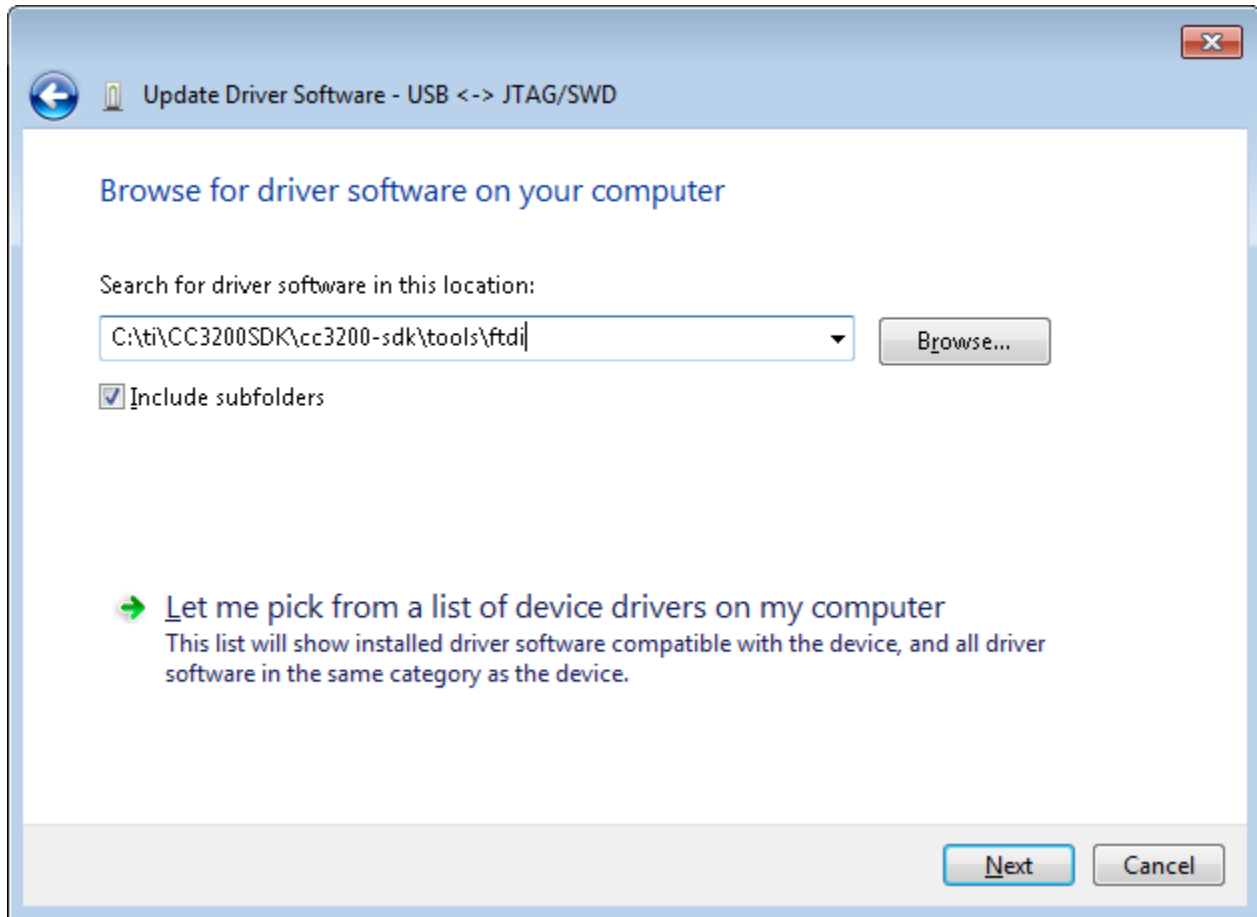 Update Driver Software - USB <-> JTAG/SWD
Browse for driver software on your computer
Search for driver software in this location:
C:\ti\CC3200SDK\cc3200-sdk\tools\ftdi
Browse...
Include subfolders
Let me pick from a list of device drivers on my computer
This list will show installed driver software compatible with the device, and all driver
software in the same category as the device.
Next
Cancel